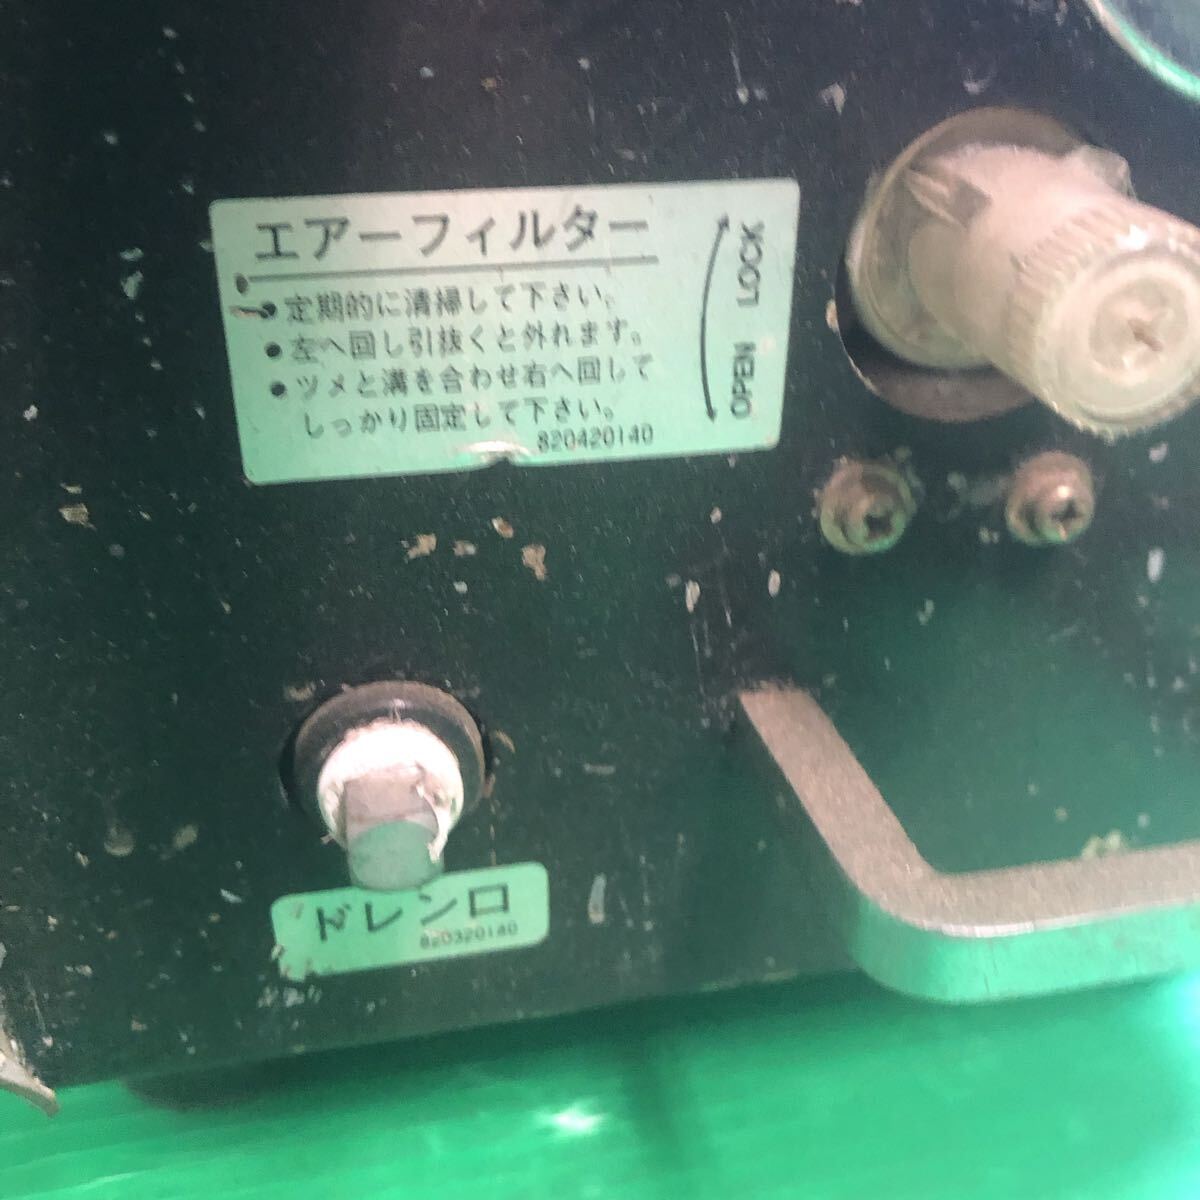 エアーフィルター
●定期的に清掃して下さい。
●左へ回し引抜くと外れます。
●ツメと溝を合わせ右へ回して
しっかり固定して下さい。
820420140
OPEN LOCK
ドレン口
820320140